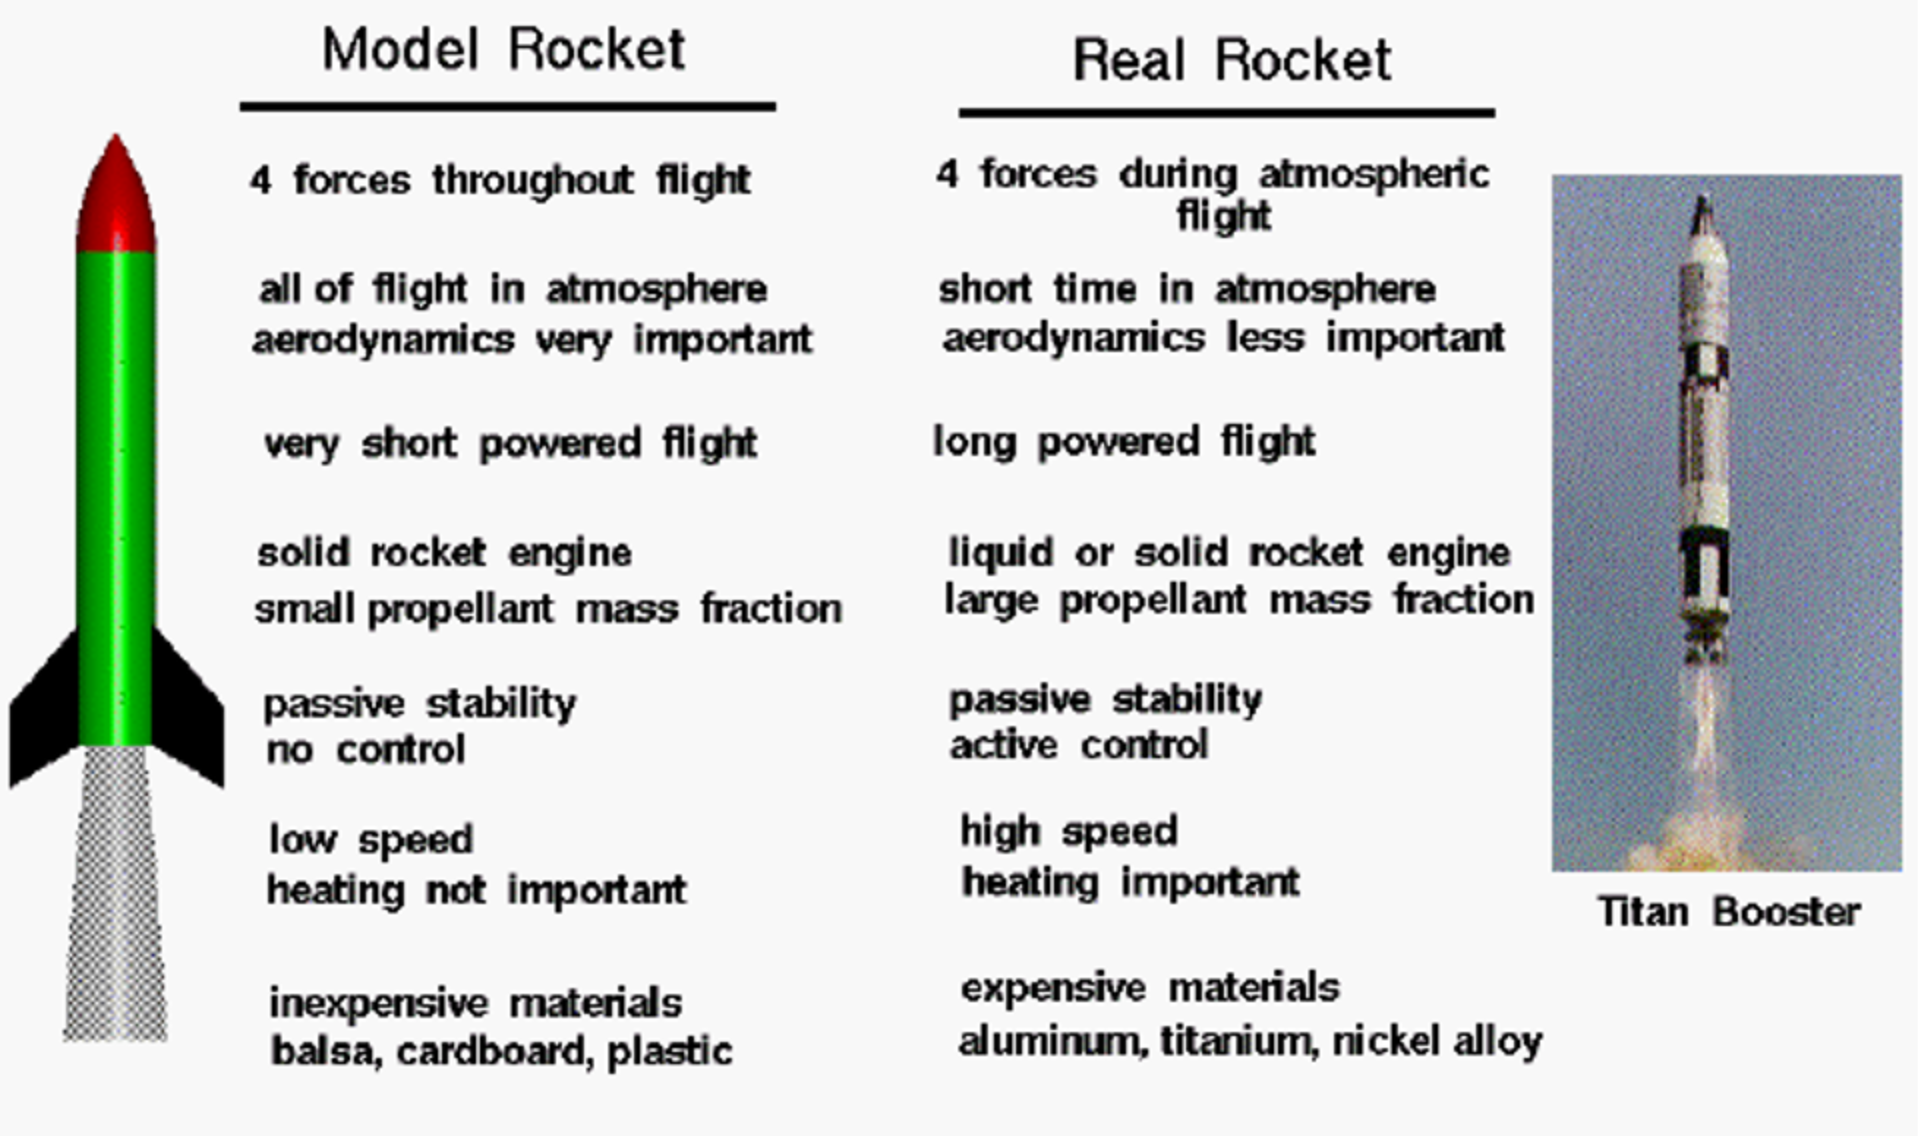 Model Rocket
4 forces throughout flight
all of flight in atmosphere
aerodynamics very important
very short powered flight
solid rocket engine
small propellant mass fraction
passive stability
no control
low speed
heating not important
inexpensive materials
balsa, cardboard, plastic
Real Rocket
4 forces during atmospheric
flight
short time in atmosphere
aerodynamics less important
long powered flight
liquid or solid rocket engine
large propellant mass fraction
passive stability
active control
high speed
heating important
expensive materials
aluminum, titanium, nickel alloy
Titan Booster